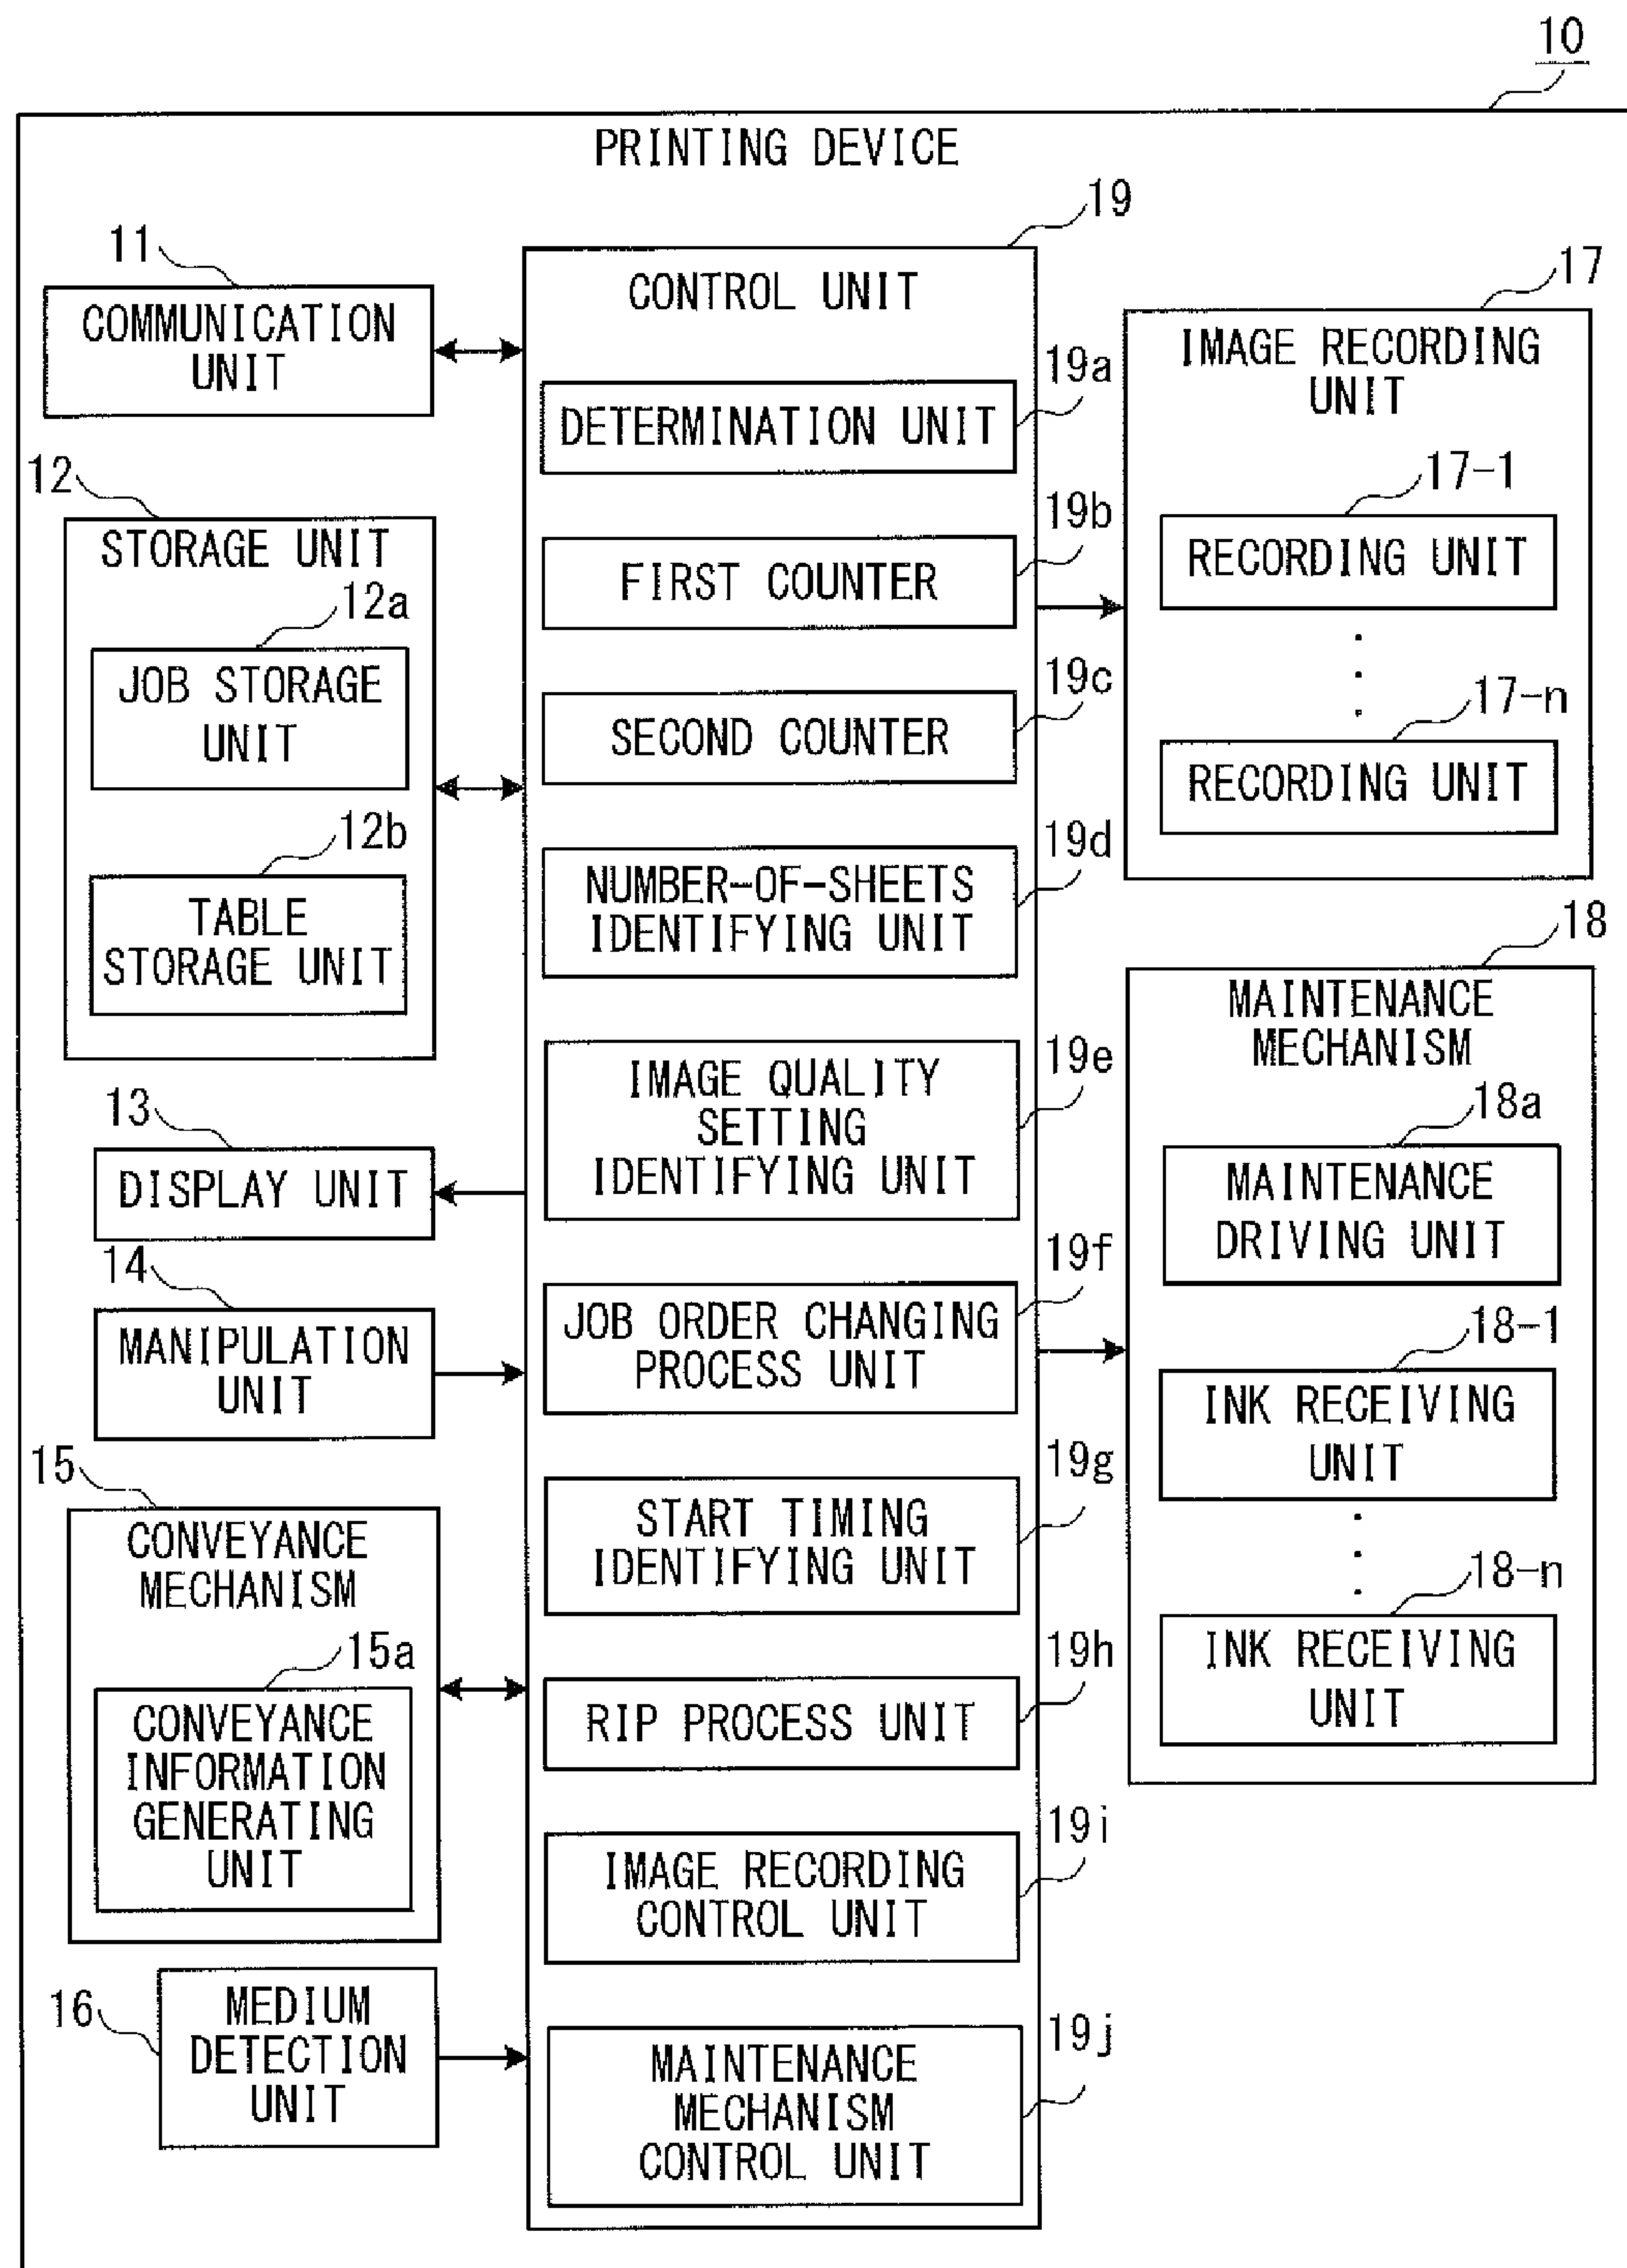 10
PRINTING DEVICE
11
COMMUNICATION
UNIT
12
STORAGE UNIT
12a
JOB STORAGE
UNIT
12b
TABLE
STORAGE UNIT
13
DISPLAY UNIT
14
MANIPULATION
UNIT
15
CONVEYANCE
MECHANISM
15a
CONVEYANCE
INFORMATION
GENERATING
UNIT
16
MEDIUM
DETECTION
UNIT
19
CONTROL UNIT
19a
DETERMINATION UNIT
19b
FIRST COUNTER
19c
SECOND COUNTER
19d
NUMBER-OF-SHEETS
IDENTIFYING UNIT
19e
IMAGE QUALITY
SETTING
IDENTIFYING UNIT
19f
JOB ORDER CHANGING
PROCESS UNIT
19g
START TIMING
IDENTIFYING UNIT
19h
RIP PROCESS UNIT
19i
IMAGE RECORDING
CONTROL UNIT
19j
MAINTENANCE
MECHANISM
CONTROL UNIT
17
IMAGE RECORDING
UNIT
17-1
RECORDING UNIT
17-n
RECORDING UNIT
18
MAINTENANCE
MECHANISM
18a
MAINTENANCE
DRIVING UNIT
18-1
INK RECEIVING
UNIT
18-n
INK RECEIVING
UNIT